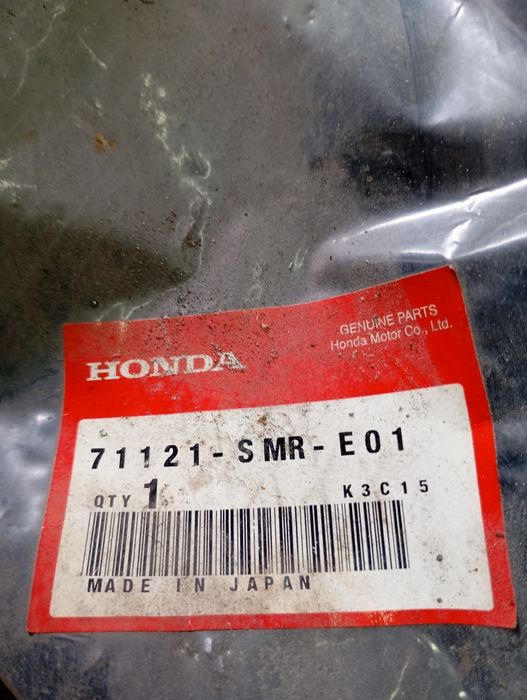 GENUINE PARTS
Honda Motor Co., Ltd.
HONDA
71121-SMR-E01
QTY 1 K3C15
MADE IN JAPAN